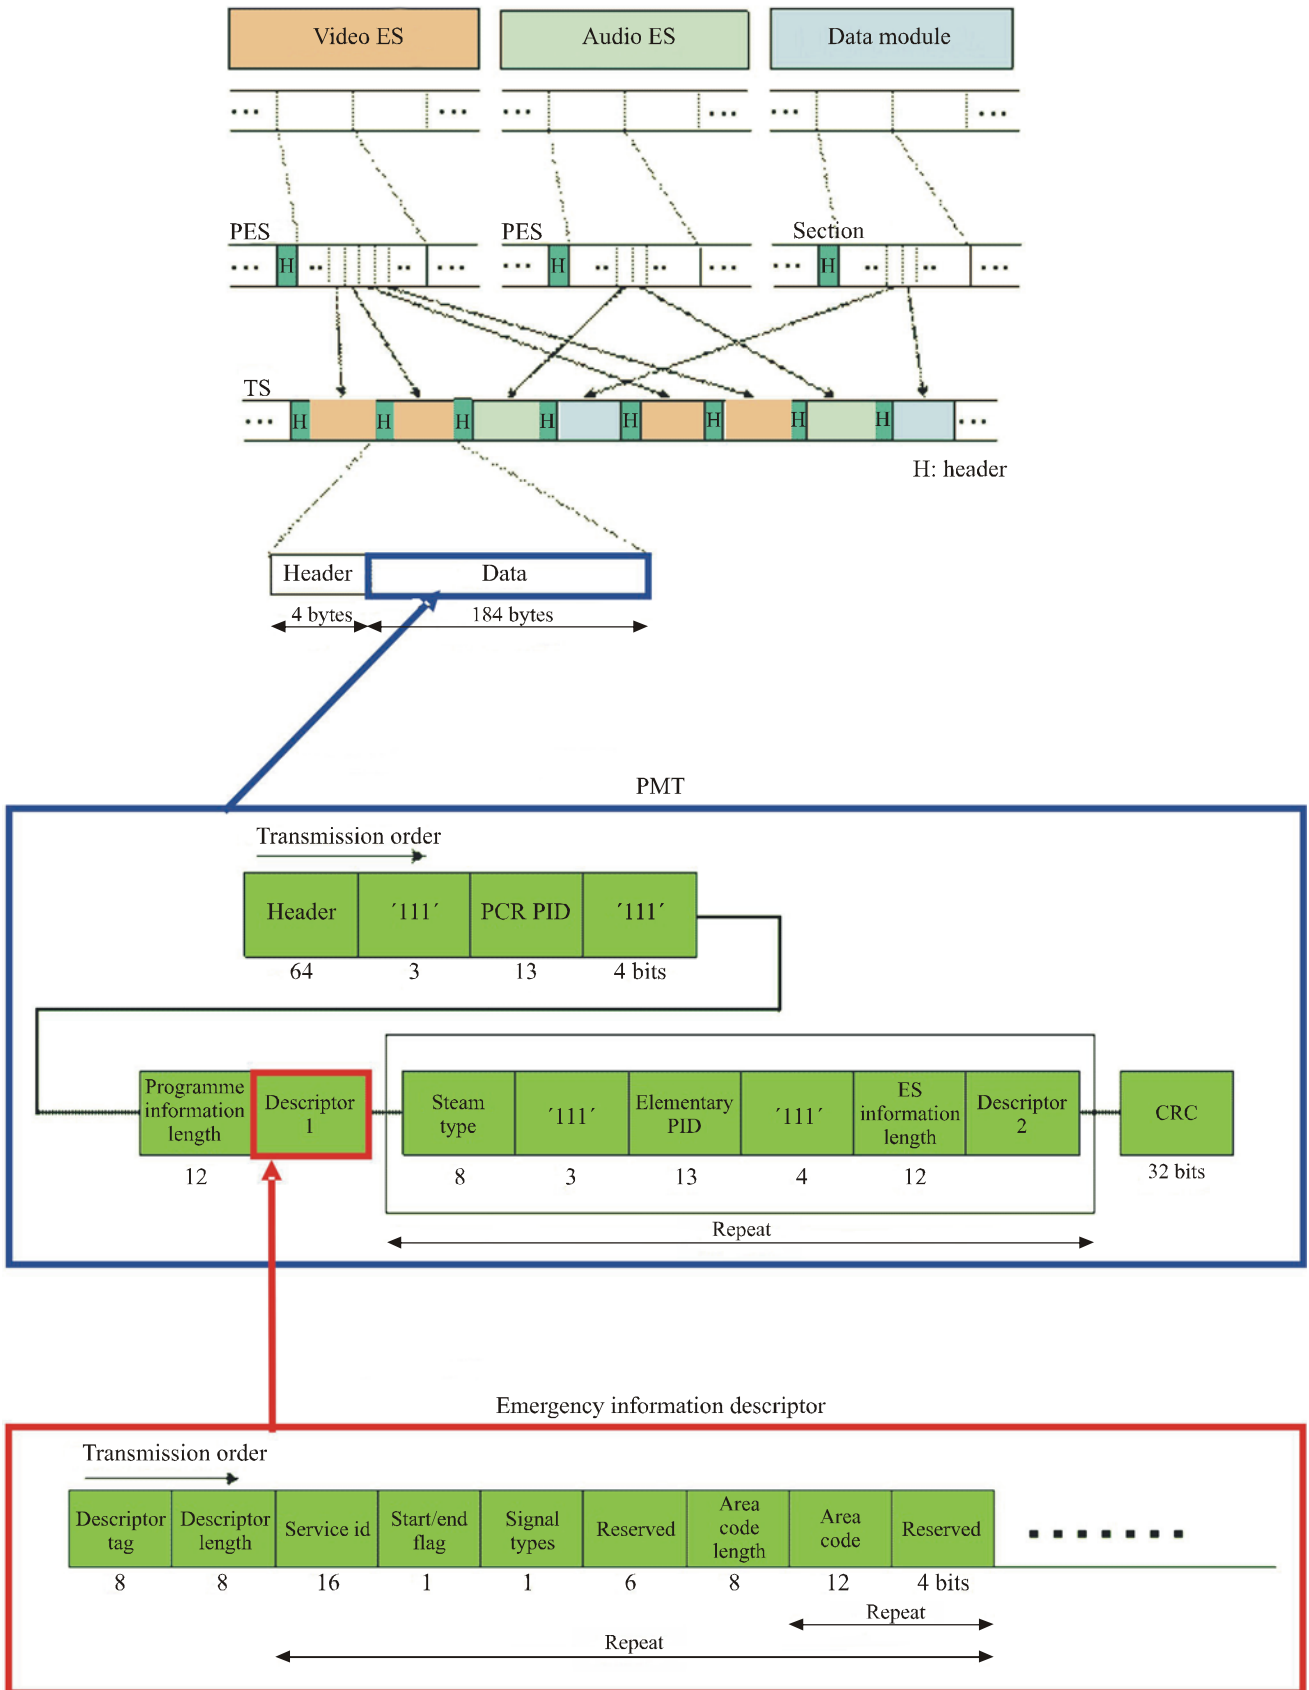 Video ES
Audio ES
Data module
PES
PES
Section
H
H
H
TS
H
H
H
H
H
H
H
H
H: header
Header
Data
4 bytes
184 bytes
PMT
Transmission order
Header
´111´
PCR PID
´111´
64
3
13
4 bits
Programme
information
length
Descriptor
1
Steam
type
´111´
Elementary
PID
´111´
ES
information
length
Descriptor
2
CRC
12
8
3
13
4
12
32 bits
Repeat
Emergency information descriptor
Transmission order
Descriptor
tag
Descriptor
length
Service id
Start/end
flag
Signal
types
Reserved
Area
code
length
Area
code
Reserved
8
8
16
1
1
6
8
12
4 bits
Repeat
Repeat